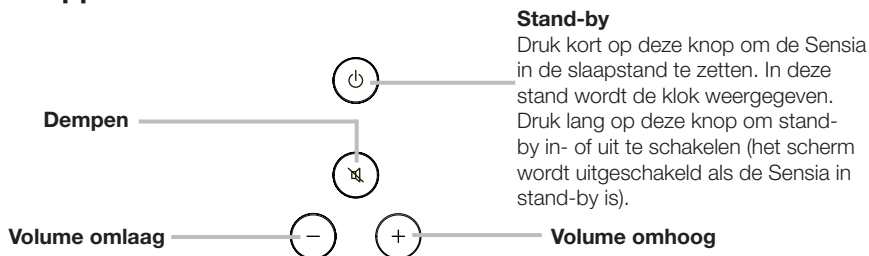 Stand-by
Druk kort op deze knop om de Sensia
in de slaapstand te zetten. In deze
stand wordt de klok weergegeven.
Druk lang op deze knop om stand-
by in- of uit te schakelen (het scherm
wordt uitgeschakeld als de Sensia in
stand-by is).
Dempen
Volume omlaag
Volume omhoog